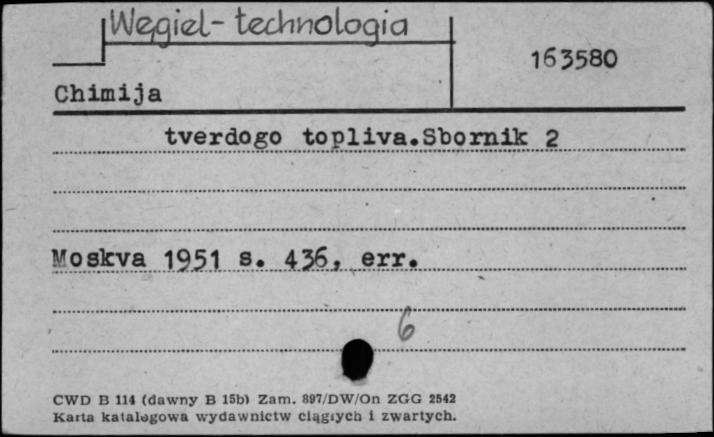 Węgiel - technologia
163580
Chimija
tverdogo topliva.Sbornik 2
Moskva 1951 s. 436, err.
6
CWD B 114 (dawny B 15b) Zam. 897/DW/On ZGG 2542
Karta katalogowa wydawnictw ciągłych i zwartych.